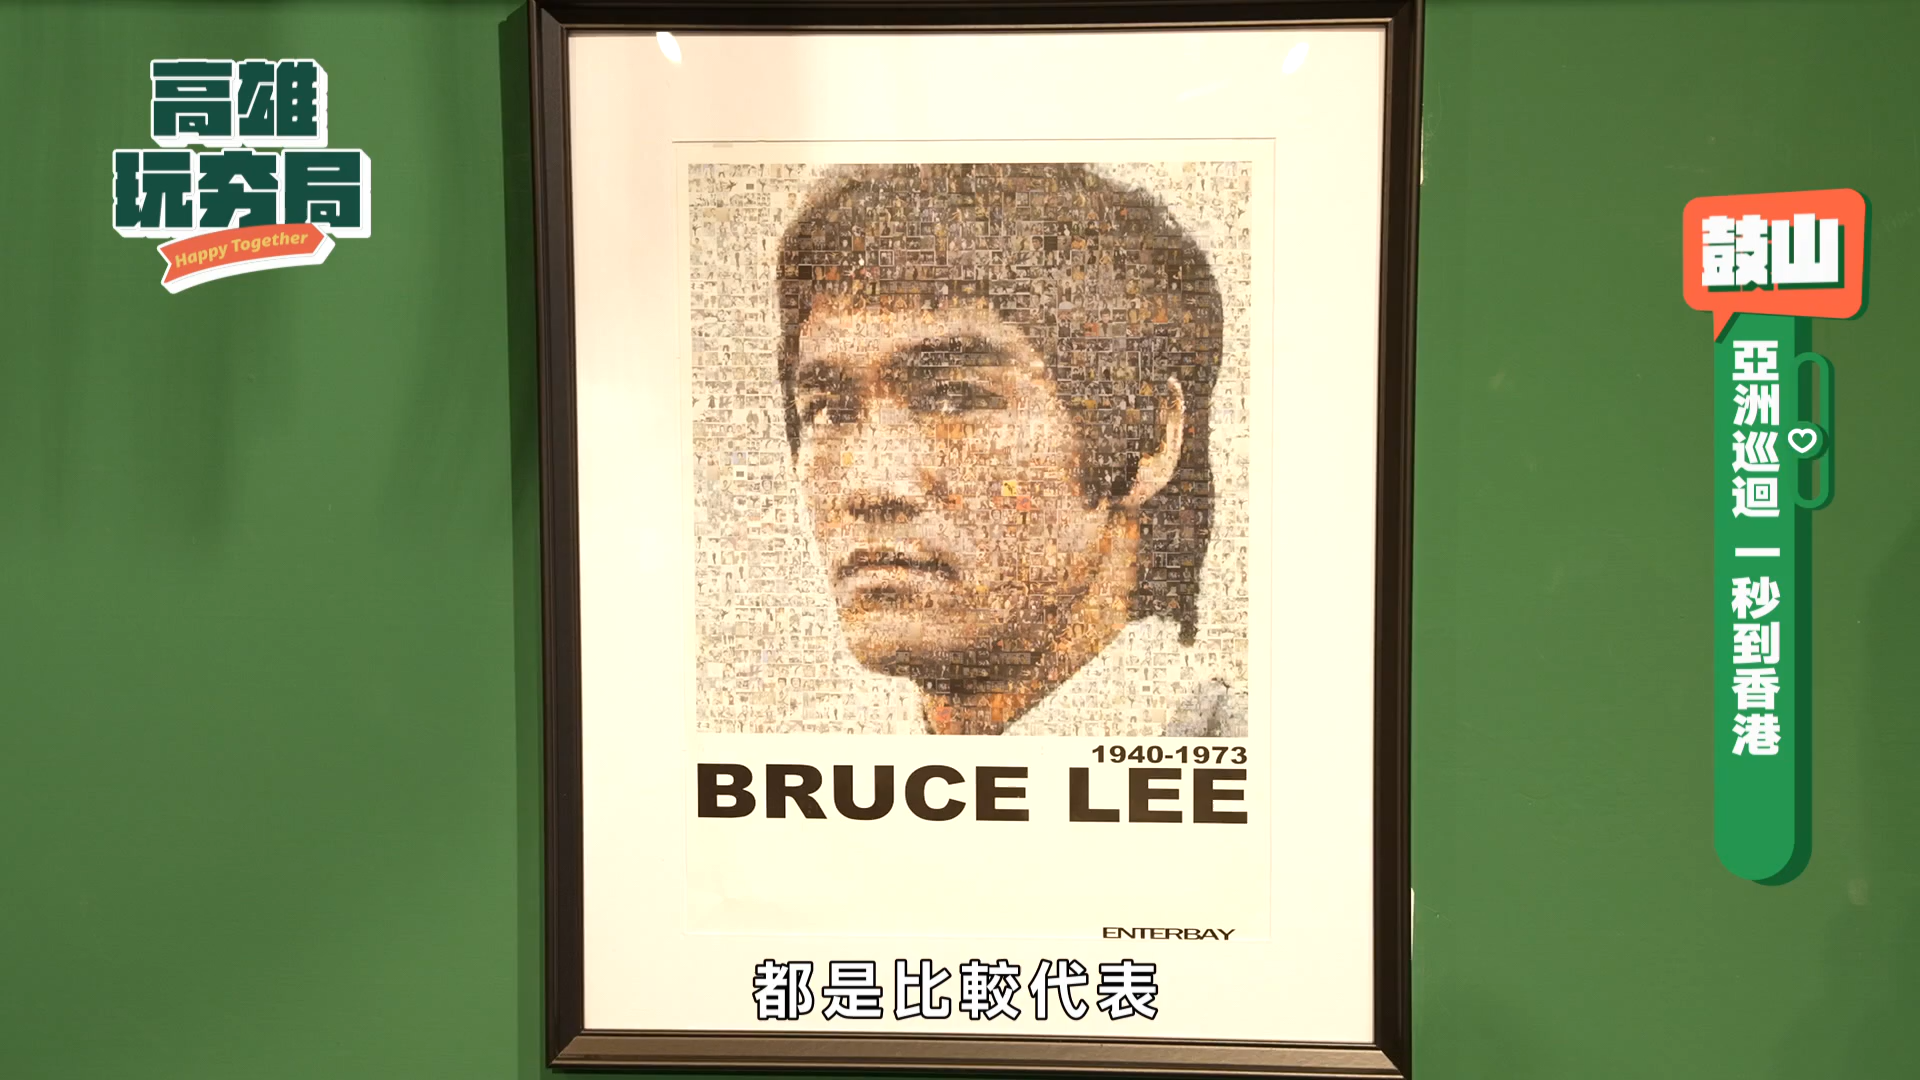 高雄
玩夯局
Happy Together
鼓山
亞洲巡迴 一秒到香港
1940-1973
BRUCE LEE
ENTERBAY
都是比較代表